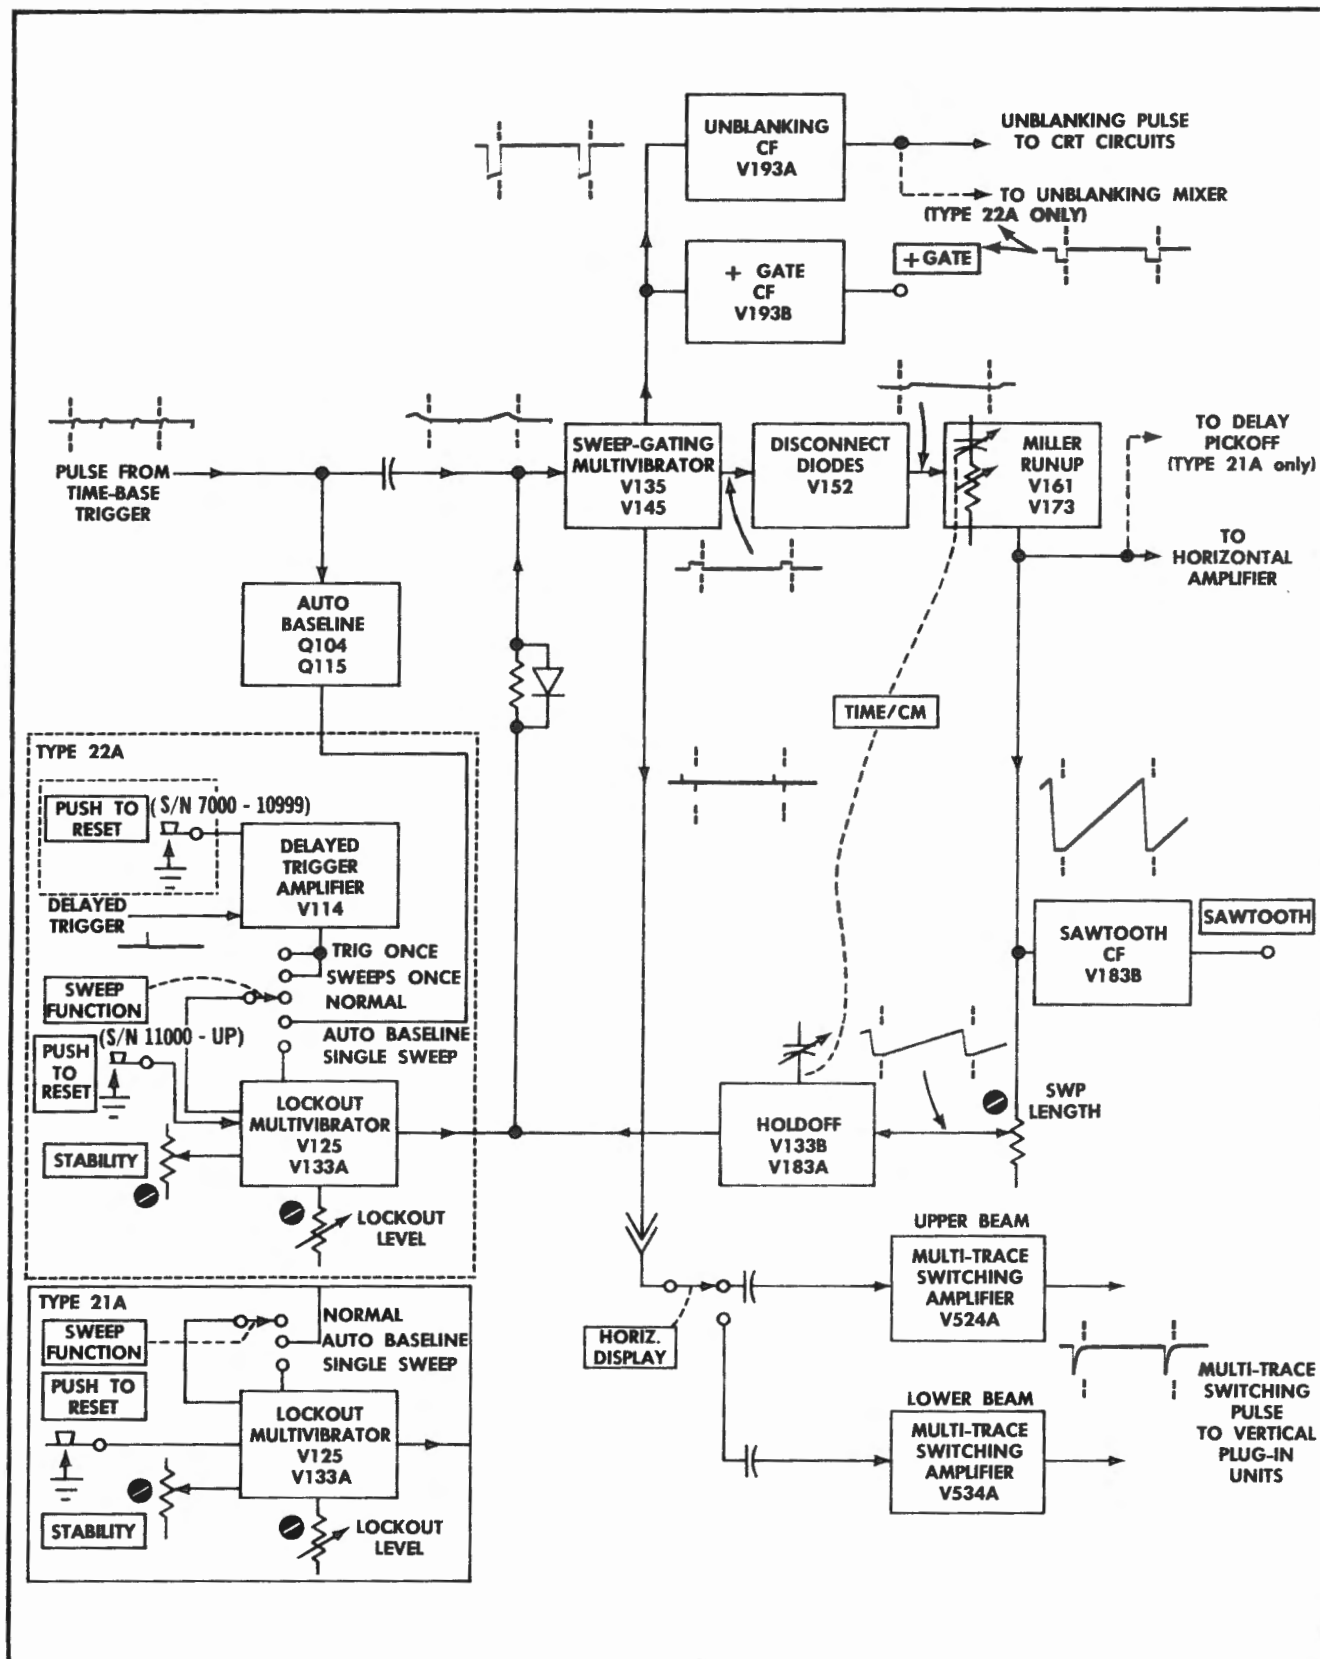 UNBLANKING
CF
V193A
UNBLANKING PULSE
TO CRT CIRCUITS
TO UNBLANKING MIXER
(TYPE 22A ONLY)
+ GATE
CF
V193B
+ GATE
PULSE FROM
TIME-BASE
TRIGGER
SWEEP-GATING
MULTIVIBRATOR
V135
V145
DISCONNECT
DIODES
V152
MILLER
RUNUP
V161
V173
TO DELAY
PICKOFF
(TYPE 21A only)
TO
HORIZONTAL
AMPLIFIER
AUTO
BASELINE
Q104
Q115
TIME/CM
TYPE 22A
PUSH TO
RESET
(S/N 7000 - 10999)
DELAYED
TRIGGER
AMPLIFIER
V114
DELAYED
TRIGGER
TRIG ONCE
SWEEPS ONCE
NORMAL
AUTO BASELINE
SINGLE SWEEP
SWEEP
FUNCTION
(S/N 11000 - UP)
PUSH
TO
RESET
LOCKOUT
MULTIVIBRATOR
V125
V133A
STABILITY
LOCKOUT
LEVEL
SAWTOOTH
CF
V183B
SAWTOOTH
SWP
LENGTH
HOLDOFF
V133B
V183A
TYPE 21A
SWEEP
FUNCTION
NORMAL
AUTO BASELINE
SINGLE SWEEP
PUSH TO
RESET
LOCKOUT
MULTIVIBRATOR
V125
V133A
STABILITY
LOCKOUT
LEVEL
HORIZ.
DISPLAY
UPPER BEAM
MULTI-TRACE
SWITCHING
AMPLIFIER
V524A
LOWER BEAM
MULTI-TRACE
SWITCHING
AMPLIFIER
V534A
MULTI-TRACE
SWITCHING
PULSE
TO VERTICAL
PLUG-IN
UNITS